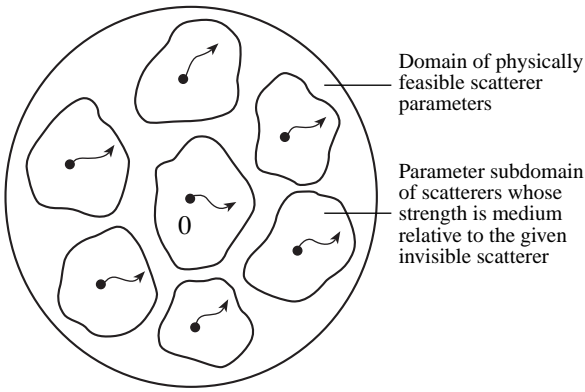 Domain of physically
feasible scatterer
parameters
Parameter subdomain
of scatterers whose
strength is medium
relative to the given
invisible scatterer
0